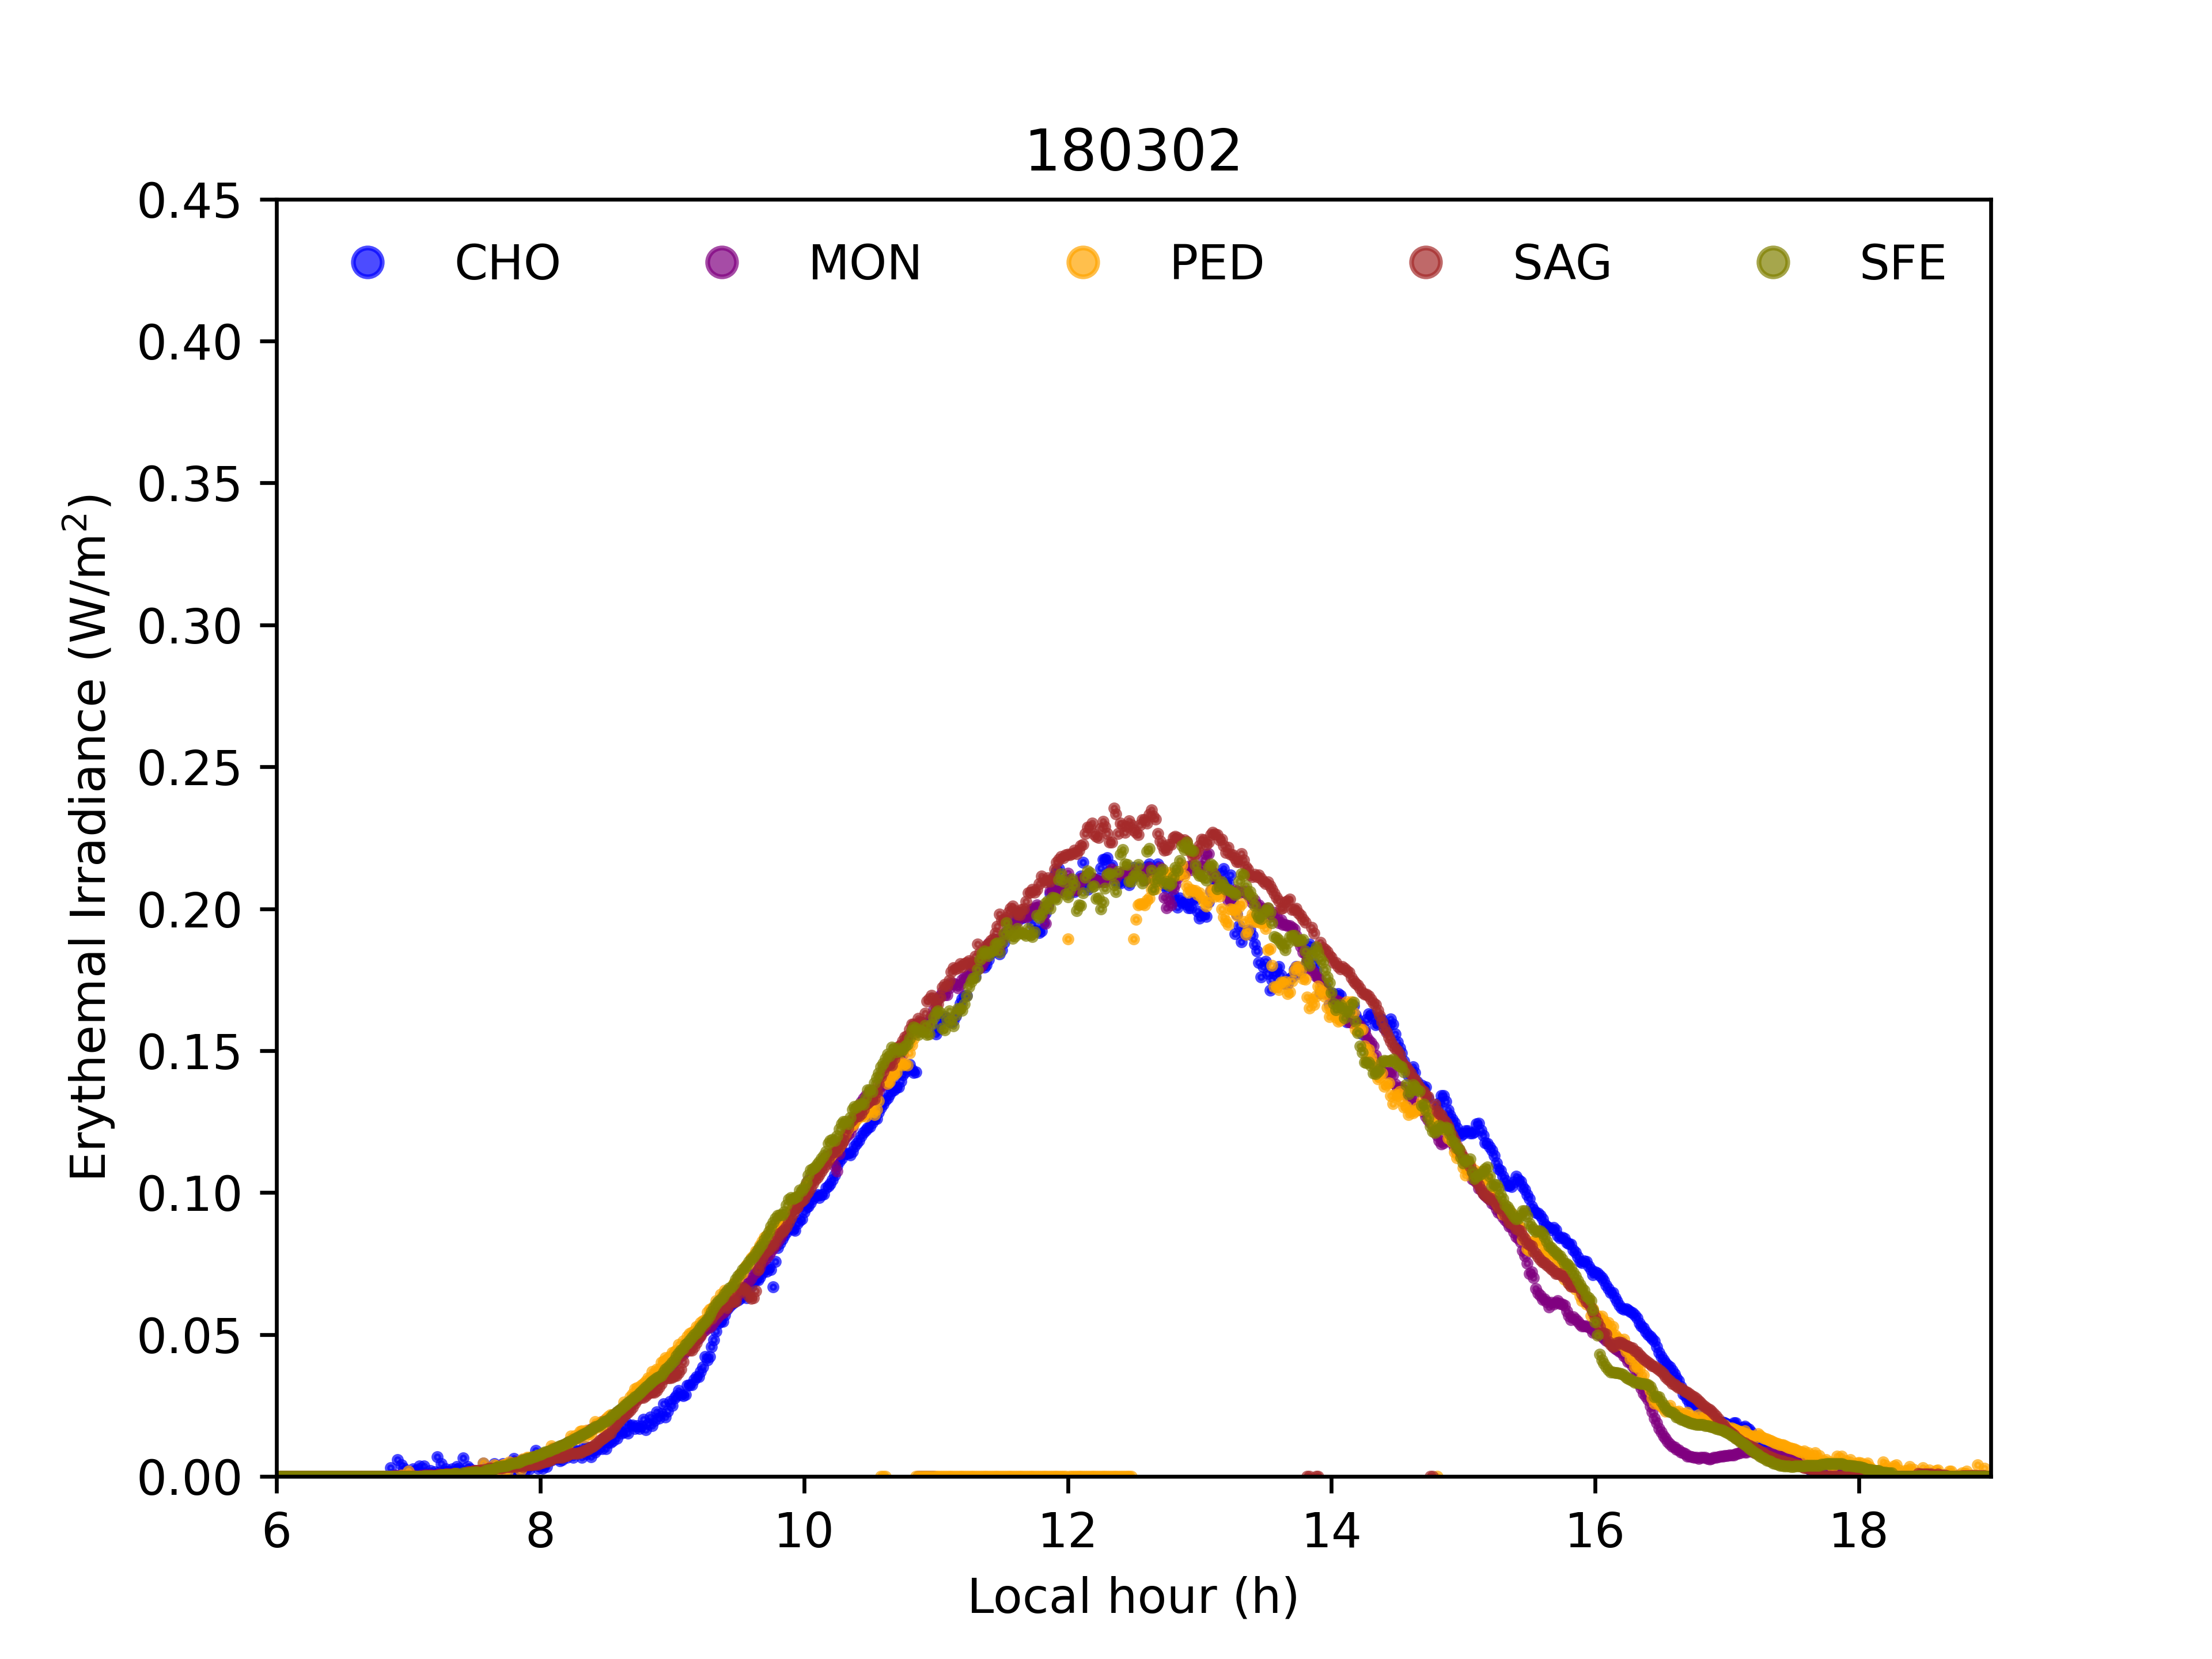 180302
CHO MON PED SAG SFE
0.45
0.40
0.35
0.30
0.25
0.20
0.15
0.10
0.05
0.00
Erythemal Irradiance (W/m²)
6 8 10 12 14 16 18
Local hour (h)